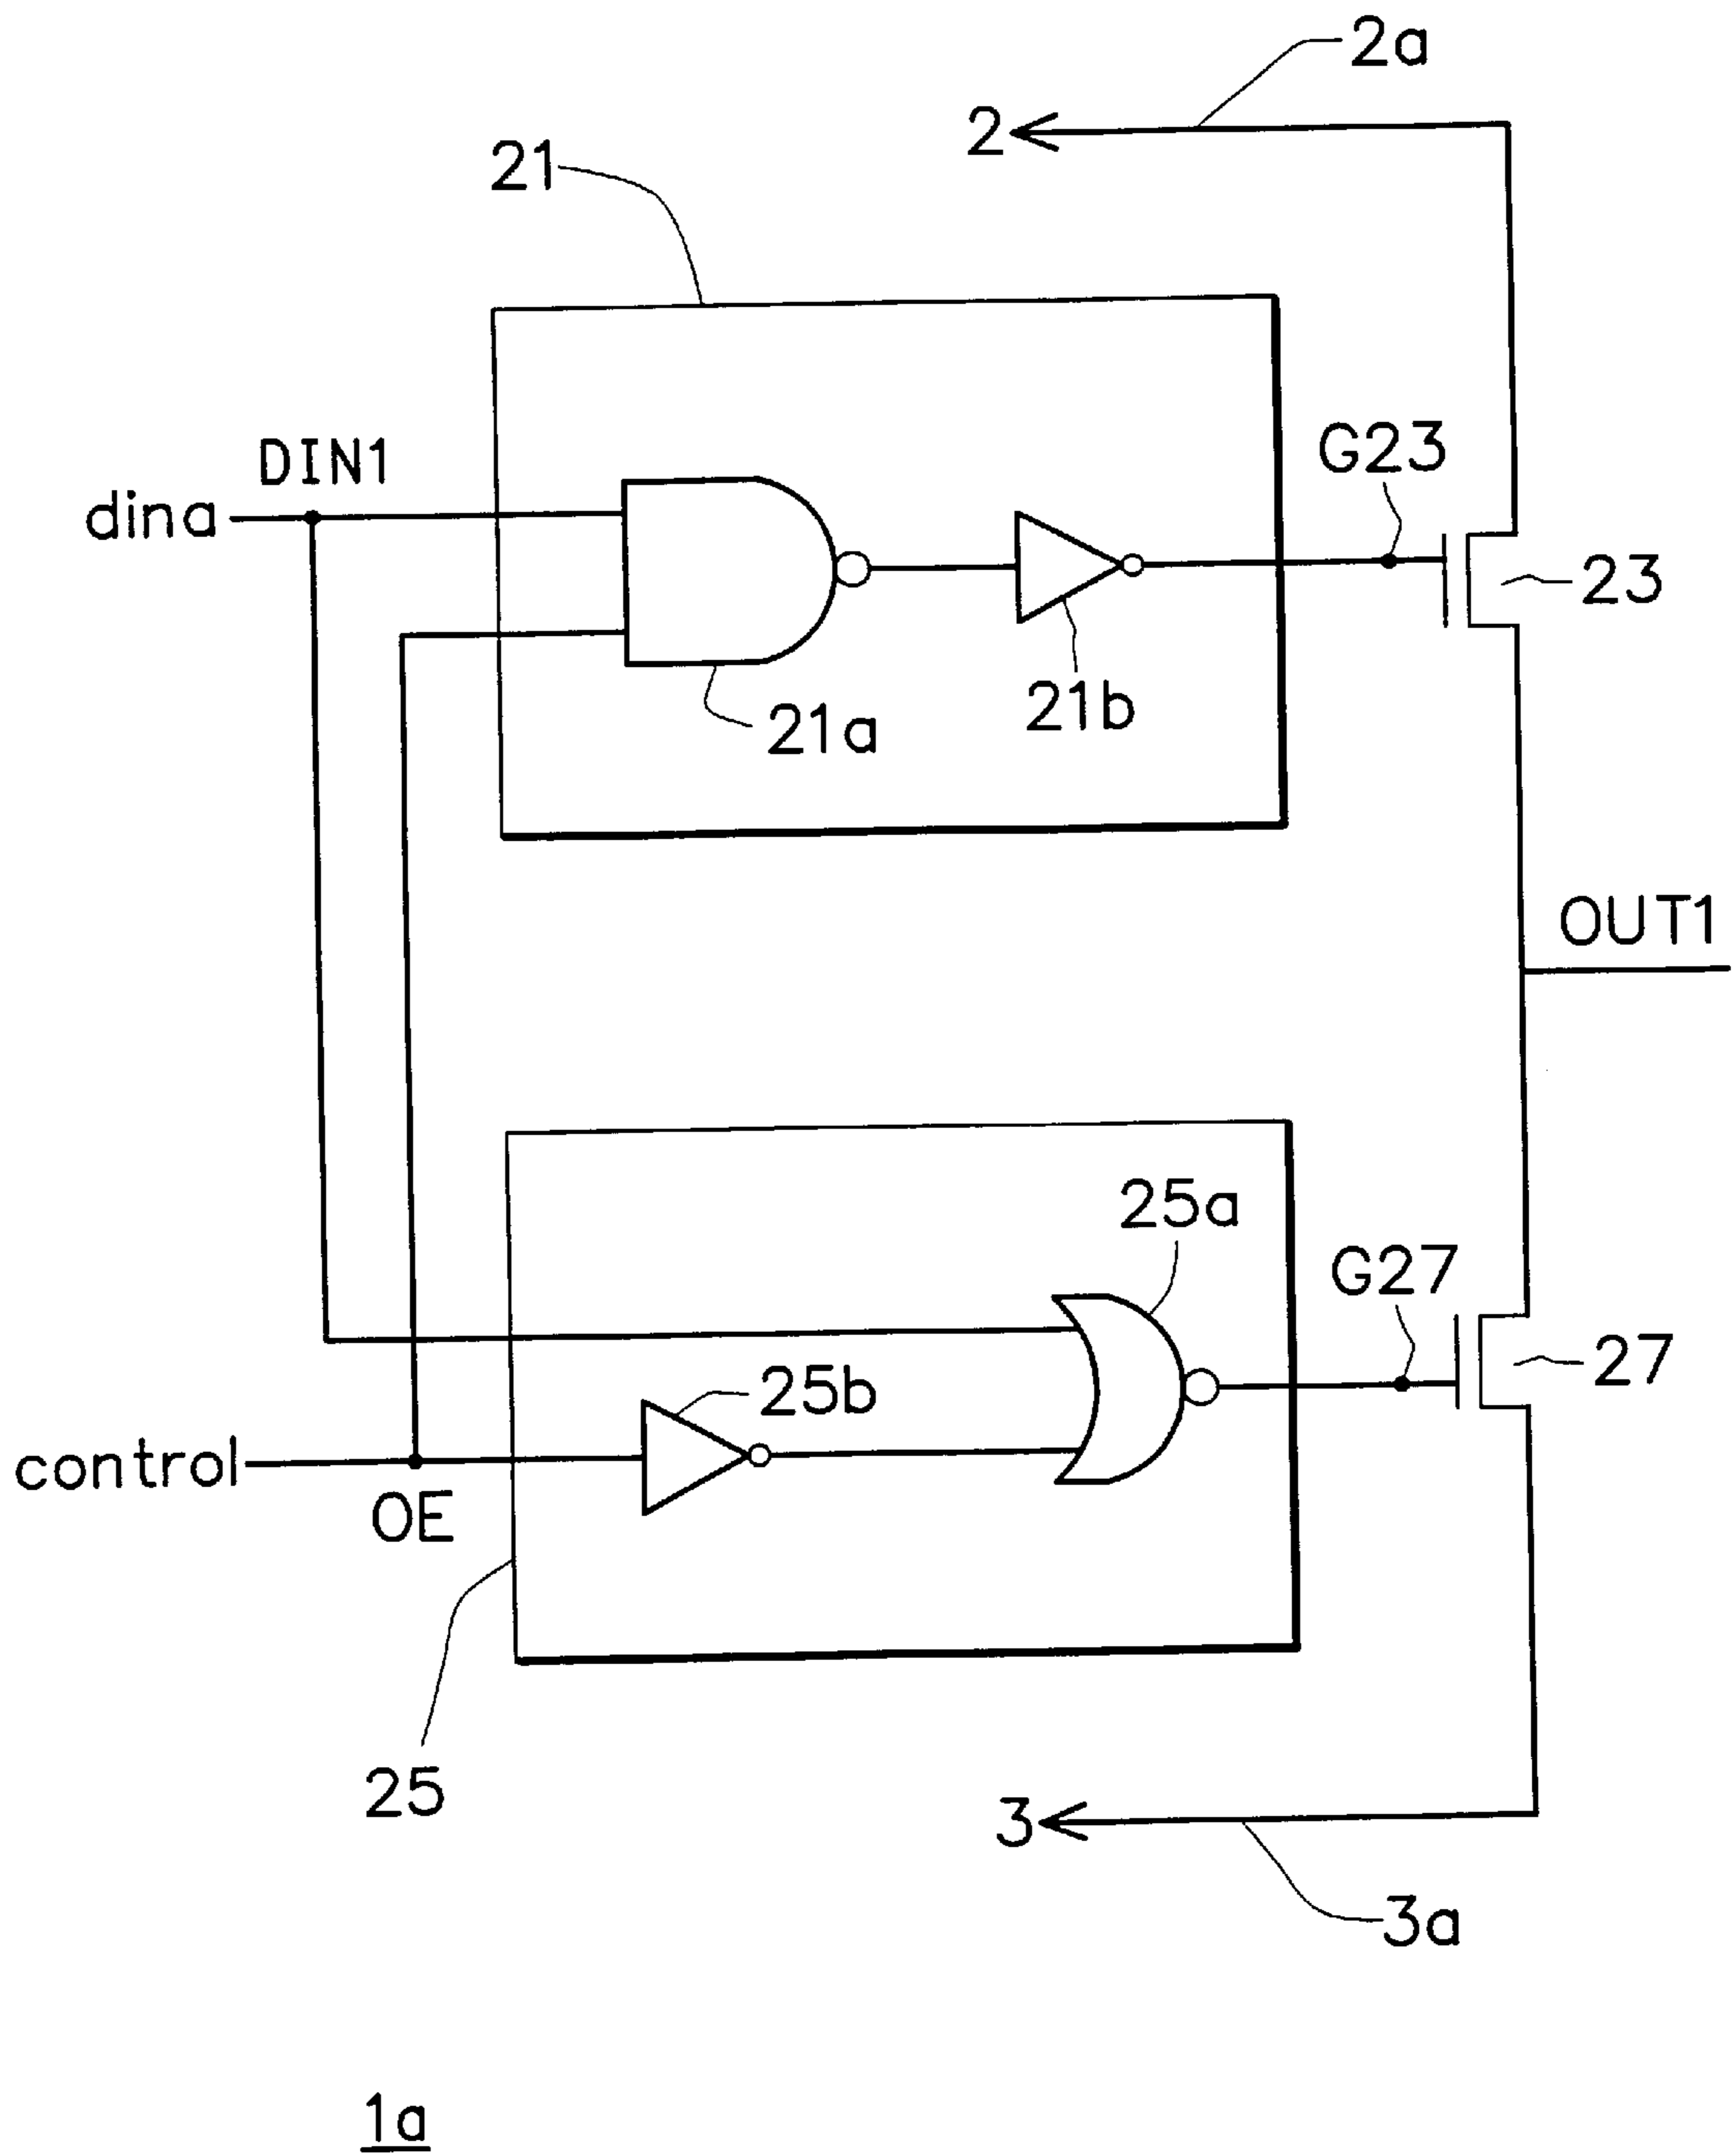 2a
2
21
DIN1
dina
G23
23
21b
21a
OUT1
25a
G27
27
25b
control
OE
25
3
3a
1a